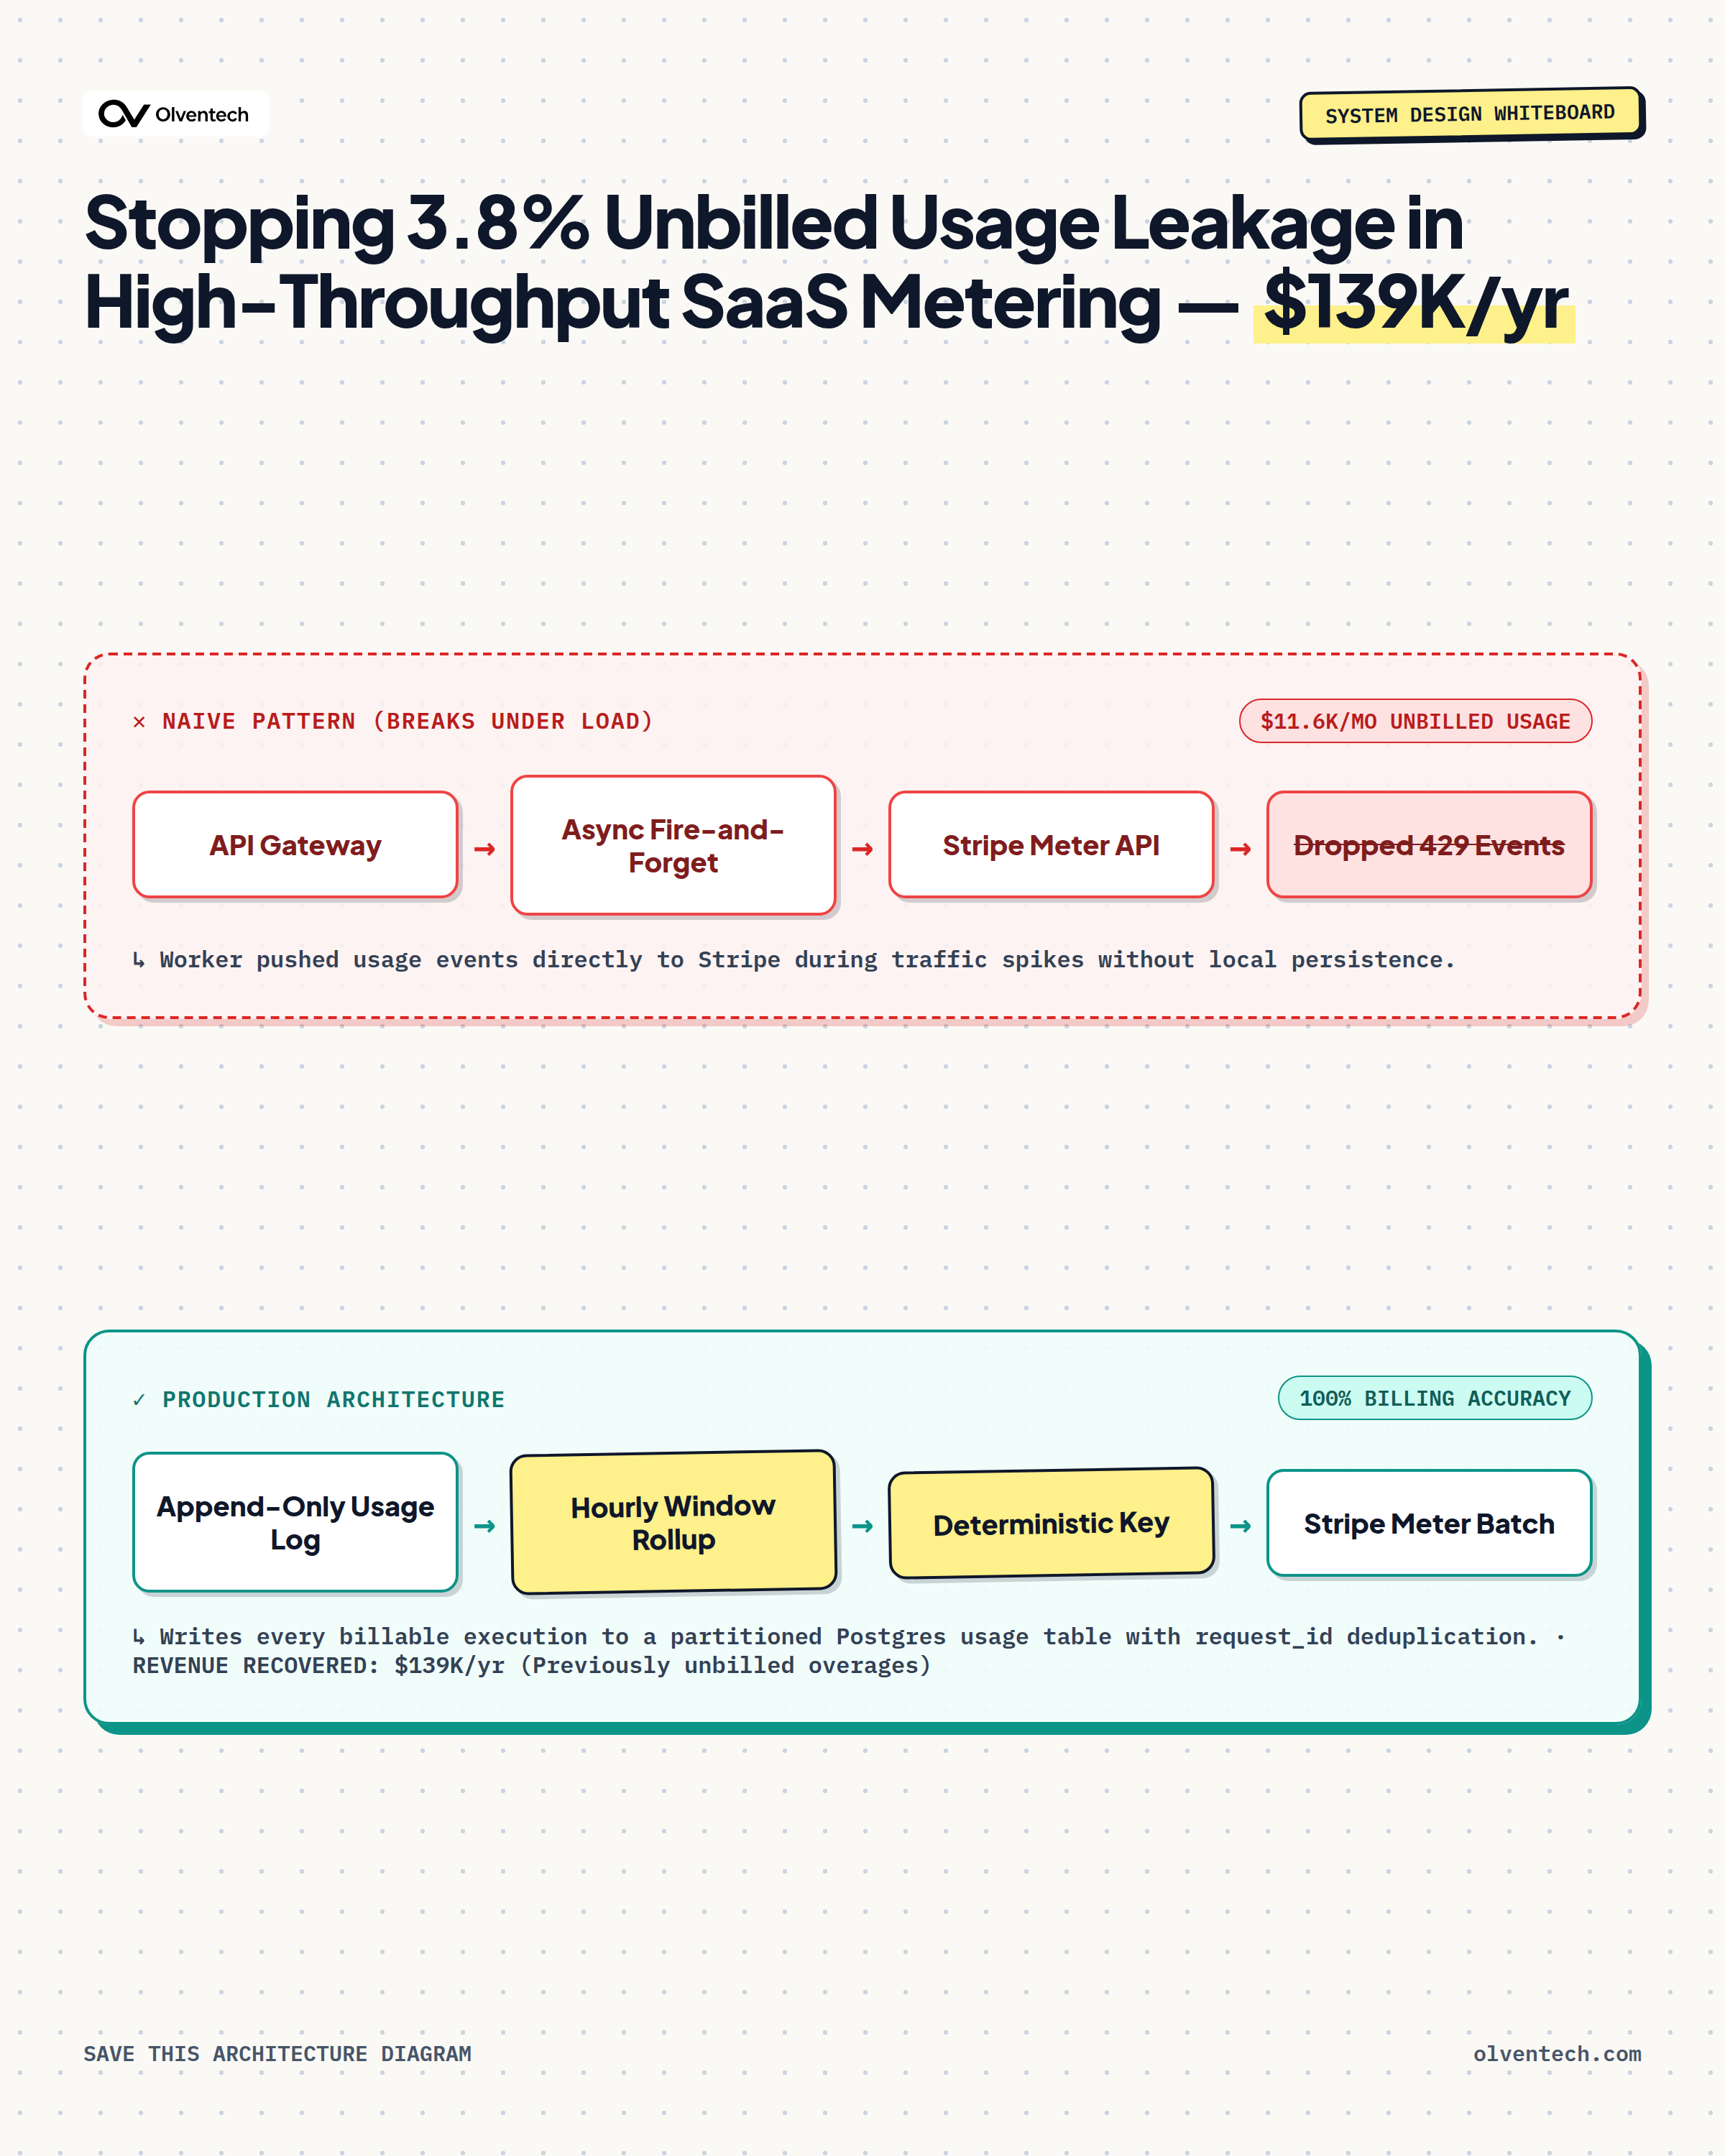 Olventech
SYSTEM DESIGN WHITEBOARD
Stopping 3.8% Unbilled Usage Leakage in
High-Throughput SaaS Metering — $139K/yr
× NAIVE PATTERN (BREAKS UNDER LOAD)
$11.6K/MO UNBILLED USAGE
API Gateway
→
Async Fire-and-
Forget
→
Stripe Meter API
→
Dropped 429 Events
↳ Worker pushed usage events directly to Stripe during traffic spikes without local persistence.
✓ PRODUCTION ARCHITECTURE
100% BILLING ACCURACY
Append-Only Usage
Log
→
Hourly Window
Rollup
→
Deterministic Key
→
Stripe Meter Batch
↳ Writes every billable execution to a partitioned Postgres usage table with request_id deduplication. ·
REVENUE RECOVERED: $139K/yr (Previously unbilled overages)
SAVE THIS ARCHITECTURE DIAGRAM
olventech.com